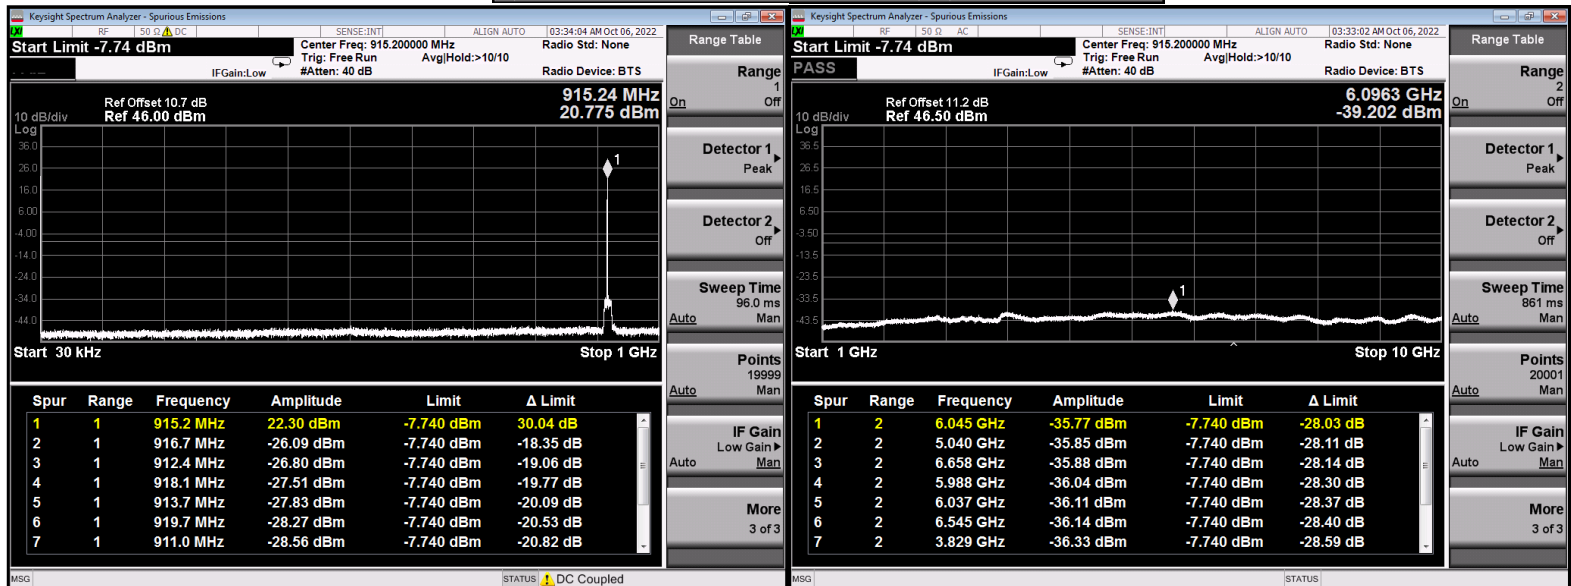 Keysight Spectrum Analyzer - Spurious Emissions
LXI RF 50 Ω DC SENSE:INT ALIGN AUTO 03:34:04 AM Oct 06, 2022
Start Limit -7.74 dBm
Center Freq: 915.200000 MHz Radio Std: None
Trig: Free Run Avg|Hold:>10/10
IFGain:Low #Atten: 40 dB Radio Device: BTS
Ref Offset 10.7 dB 915.24 MHz
10 dB/div Ref 46.00 dBm 20.775 dBm
Log
36.0
26.0
16.0
6.00
-4.00
-14.0
-24.0
-34.0
-44.0
1
Start 30 kHz Stop 1 GHz
Spur Range Frequency Amplitude Limit Δ Limit
1 1 915.2 MHz 22.30 dBm -7.740 dBm 30.04 dB
2 1 916.7 MHz -26.09 dBm -7.740 dBm -18.35 dB
3 1 912.4 MHz -26.80 dBm -7.740 dBm -19.06 dB
4 1 918.1 MHz -27.51 dBm -7.740 dBm -19.77 dB
5 1 913.7 MHz -27.83 dBm -7.740 dBm -20.09 dB
6 1 919.7 MHz -28.27 dBm -7.740 dBm -20.53 dB
7 1 911.0 MHz -28.56 dBm -7.740 dBm -20.82 dB
MSG STATUS DC Coupled
Range Table
Range
1
On Off
Detector 1
Peak
Detector 2
Off
Sweep Time
96.0 ms
Auto Man
Points
19999
Auto Man
IF Gain
Low Gain
Auto Man
More
3 of 3
Keysight Spectrum Analyzer - Spurious Emissions
LXI RF 50 Ω AC SENSE:INT ALIGN AUTO 03:33:02 AM Oct 06, 2022
Start Limit -7.74 dBm
Center Freq: 915.200000 MHz Radio Std: None
PASS
Trig: Free Run Avg|Hold:>10/10
IFGain:Low #Atten: 40 dB Radio Device: BTS
Ref Offset 11.2 dB 6.0963 GHz
10 dB/div Ref 46.50 dBm -39.202 dBm
Log
36.5
26.5
16.5
6.50
-3.50
-13.5
-23.5
-33.5
-43.5
1
Start 1 GHz Stop 10 GHz
Spur Range Frequency Amplitude Limit Δ Limit
1 2 6.045 GHz -35.77 dBm -7.740 dBm -28.03 dB
2 2 5.040 GHz -35.85 dBm -7.740 dBm -28.11 dB
3 2 6.658 GHz -35.88 dBm -7.740 dBm -28.14 dB
4 2 5.988 GHz -36.04 dBm -7.740 dBm -28.30 dB
5 2 6.037 GHz -36.11 dBm -7.740 dBm -28.37 dB
6 2 6.545 GHz -36.14 dBm -7.740 dBm -28.40 dB
7 2 3.829 GHz -36.33 dBm -7.740 dBm -28.59 dB
MSG STATUS
Range Table
Range
2
On Off
Detector 1
Peak
Detector 2
Off
Sweep Time
861 ms
Auto Man
Points
20001
Auto Man
IF Gain
Low Gain
Auto Man
More
3 of 3